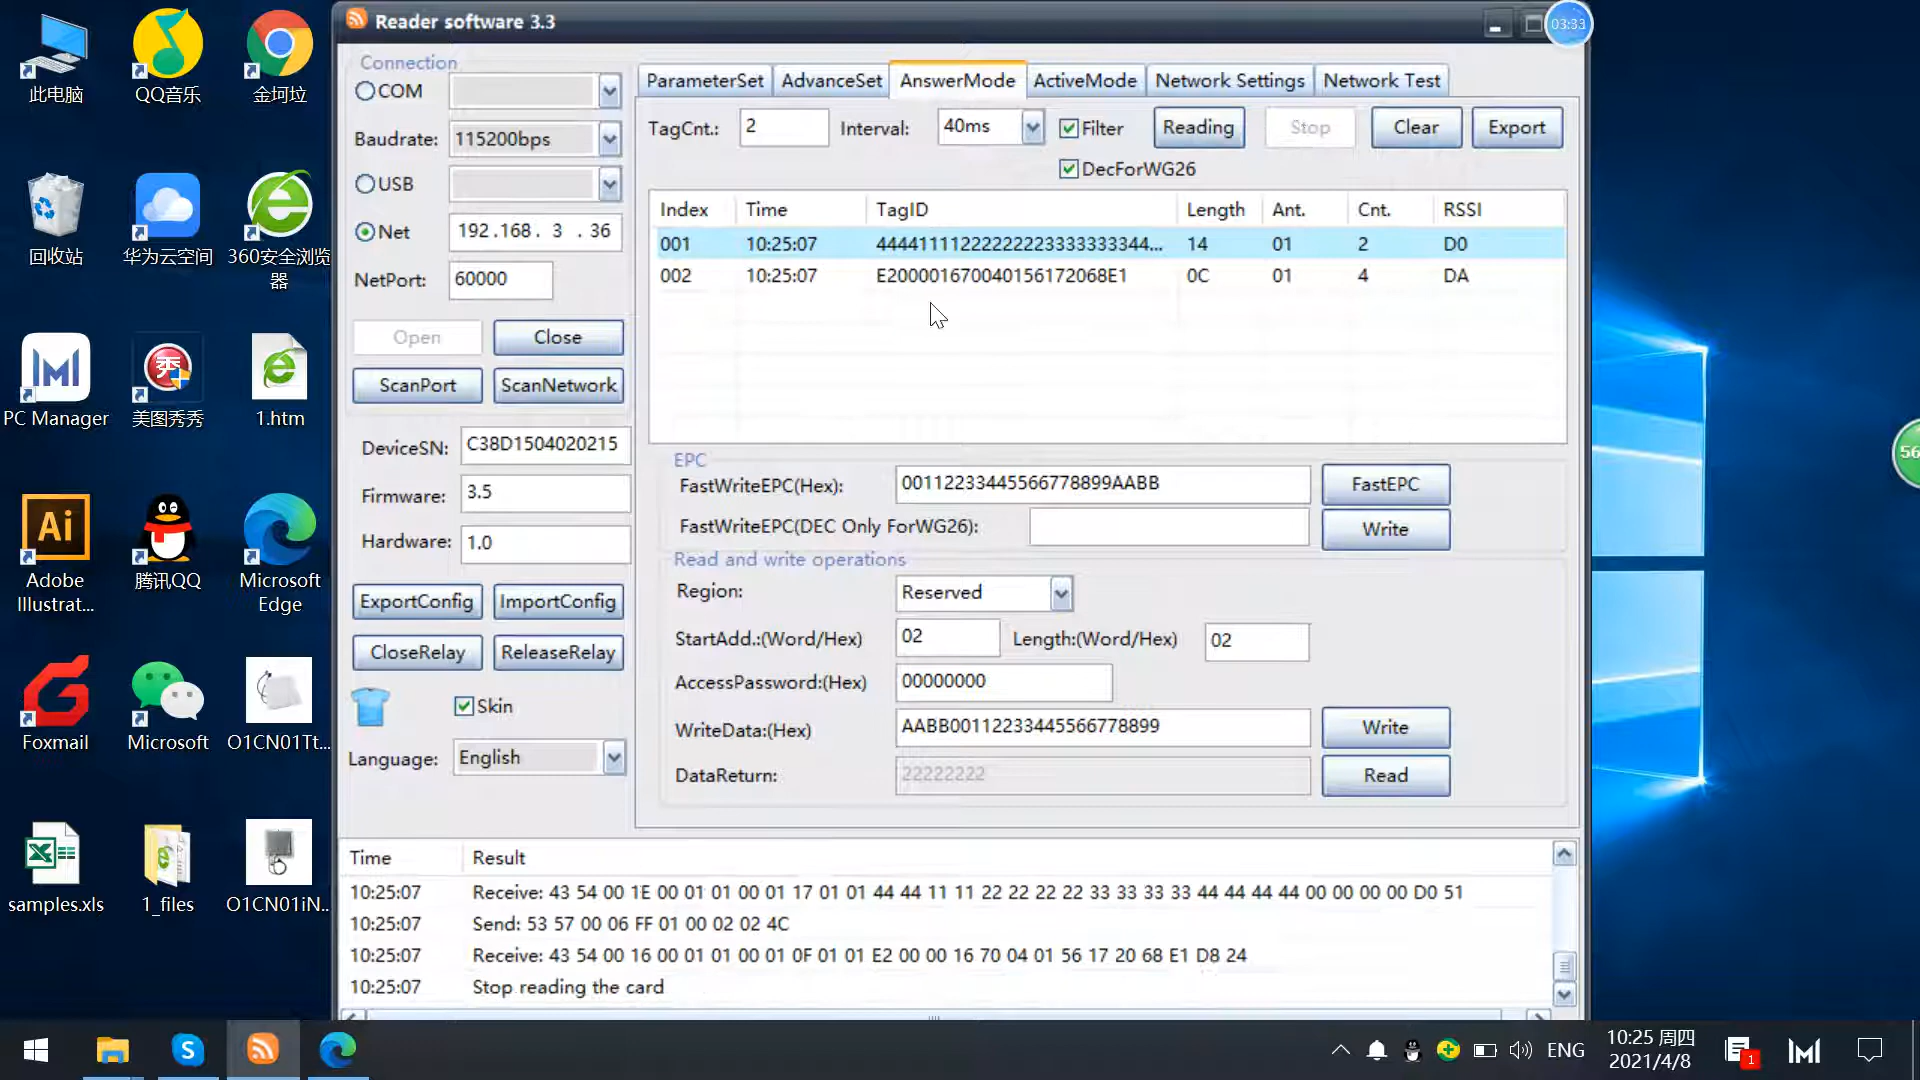 Reader software 3.3
03:33
此电脑
QQ音乐
金坷垃
回收站
华为云空间
360安全浏览器
PC Manager
美图秀秀
1.htm
Adobe Illustrat...
腾讯QQ
Microsoft Edge
Foxmail
Microsoft
O1CN01Tt...
samples.xls
1_files
O1CN01iN...
Connection
COM
Baudrate: 115200bps
USB
Net 192.168. 3 . 36
NetPort: 60000
Open Close
ScanPort ScanNetwork
DeviceSN: C38D1504020215
Firmware: 3.5
Hardware: 1.0
ExportConfig ImportConfig
CloseRelay ReleaseRelay
Skin
Language: English
ParameterSet AdvanceSet AnswerMode ActiveMode Network Settings Network Test
TagCnt.: 2 Interval: 40ms Filter Reading Stop Clear Export
DecForWG26
Index Time TagID Length Ant. Cnt. RSSI
001 10:25:07 44441111222222223333333344... 14 01 2 D0
002 10:25:07 E2000016700401561720​68E1 0C 01 4 DA
EPC
FastWriteEPC(Hex): 00112233445566778899AABB FastEPC
FastWriteEPC(DEC Only ForWG26): Write
Read and write operations
Region: Reserved
StartAdd.:(Word/Hex) 02 Length:(Word/Hex) 02
AccessPassword:(Hex) 00000000
WriteData:(Hex) AABB00112233445566778899 Write
DataReturn: 22222222 Read
Time Result
10:25:07 Receive: 43 54 00 1E 00 01 01 00 01 17 01 01 44 44 11 11 22 22 22 22 33 33 33 33 44 44 44 44 00 00 00 00 D0 51
10:25:07 Send: 53 57 00 06 FF 01 00 02 02 4C
10:25:07 Receive: 43 54 00 16 00 01 01 00 01 0F 01 01 E2 00 00 16 70 04 01 56 17 20 68 E1 D8 24
10:25:07 Stop reading the card
56
ENG
10:25 周四
2021/4/8
1